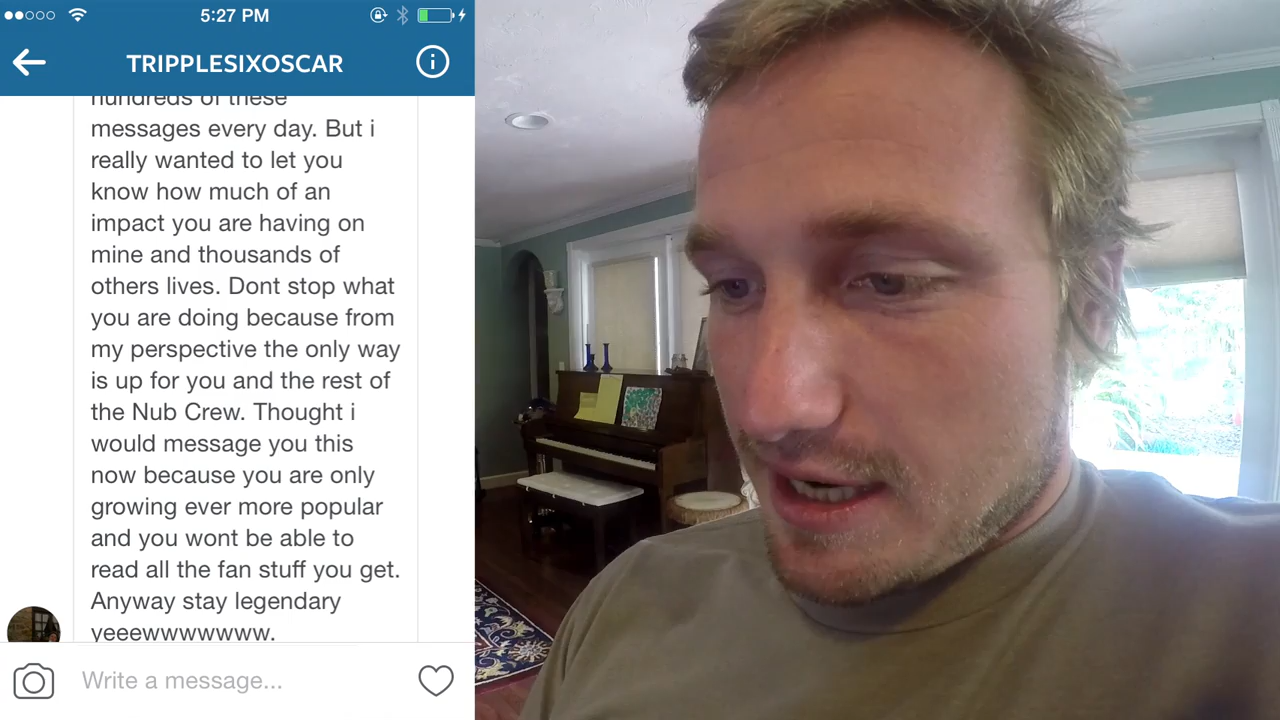 5:27 PM
TRIPPLESIXOSCAR
hundreds of these
messages every day. But i
really wanted to let you
know how much of an
impact you are having on
mine and thousands of
others lives. Dont stop what
you are doing because from
my perspective the only way
is up for you and the rest of
the Nub Crew. Thought i
would message you this
now because you are only
growing ever more popular
and you wont be able to
read all the fan stuff you get.
Anyway stay legendary
yeeewwwwwww.
Write a message...